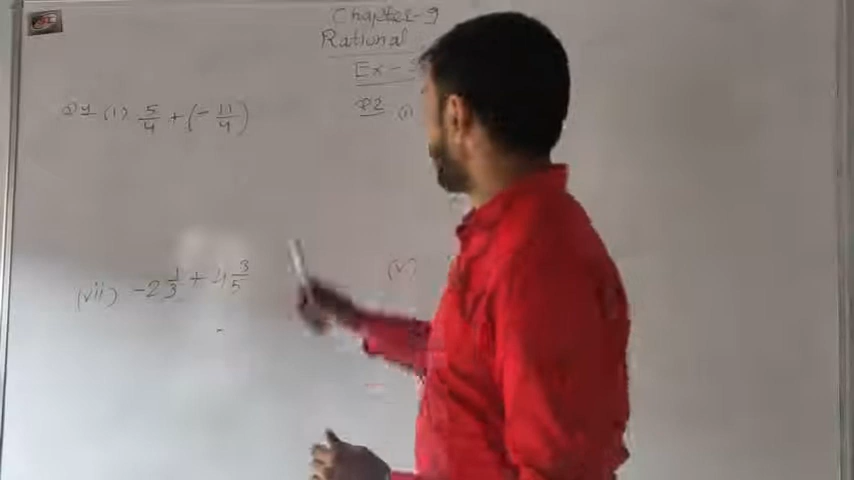 Chapter-9
Rational
Ex-
Q1 (i) 5/4 + (- 11/4)
Q2 (i)
(vii) -2 1/3 + 4 3/5
(v)